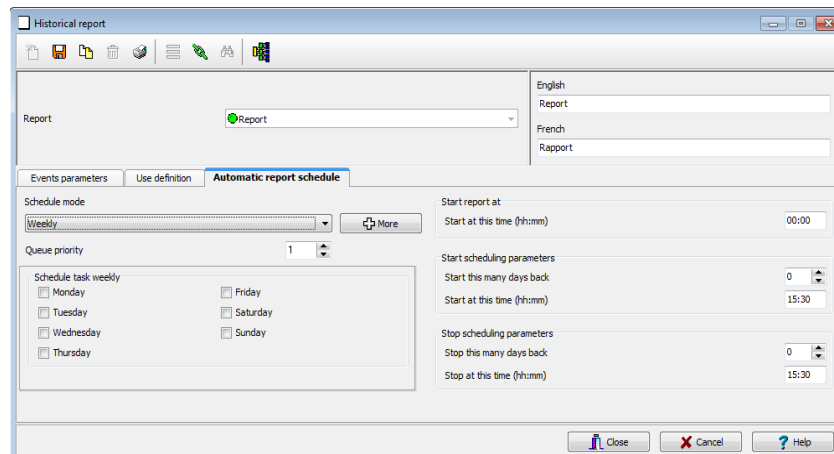 Historical report
English
Report
Report
Report
French
Rapport
Events parameters
Use definition
Automatic report schedule
Schedule mode
Weekly
More
Queue priority
1
Schedule task weekly
Monday
Friday
Tuesday
Saturday
Wednesday
Sunday
Thursday
Start report at
Start at this time (hh:mm)
00:00
Start scheduling parameters
Start this many days back
0
Start at this time (hh:mm)
15:30
Stop scheduling parameters
Stop this many days back
0
Stop at this time (hh:mm)
15:30
Close
Cancel
Help